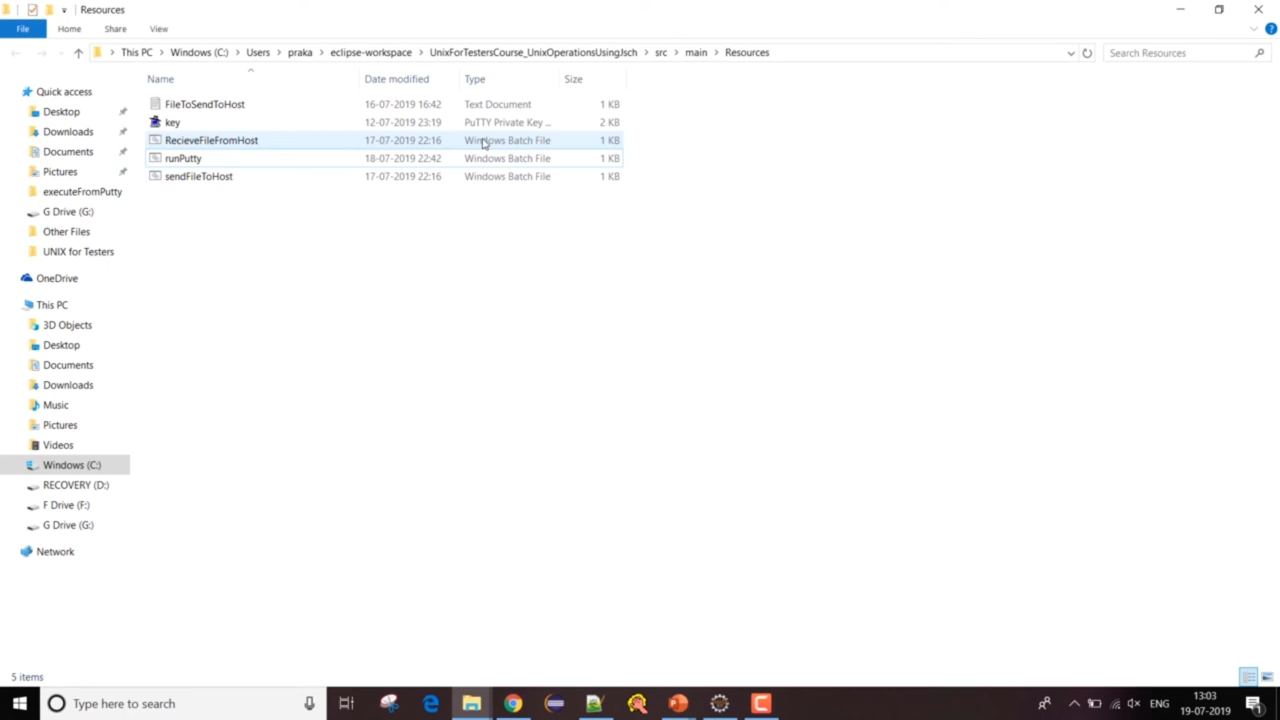 Resources
File Home Share View
This PC Windows (C:) Users praka eclipse-workspace UnixForTestersCourse_UnixOperationsUsingJsch src main Resources Search Resources
Name Date modified Type Size
Quick access
Desktop
Downloads
Documents
Pictures
executeFromPutty
G Drive (G:)
Other Files
UNIX for Testers
OneDrive
This PC
3D Objects
Desktop
Documents
Downloads
Music
Pictures
Videos
Windows (C:)
RECOVERY (D:)
F Drive (F:)
G Drive (G:)
Network
FileToSendToHost 16-07-2019 16:42 Text Document 1 KB
key 12-07-2019 23:19 PuTTY Private Key ... 2 KB
RecieveFileFromHost 17-07-2019 22:16 Windows Batch File 1 KB
runPutty 18-07-2019 22:42 Windows Batch File 1 KB
sendFileToHost 17-07-2019 22:16 Windows Batch File 1 KB
5 items
Type here to search
ENG
13:03
19-07-2019
1